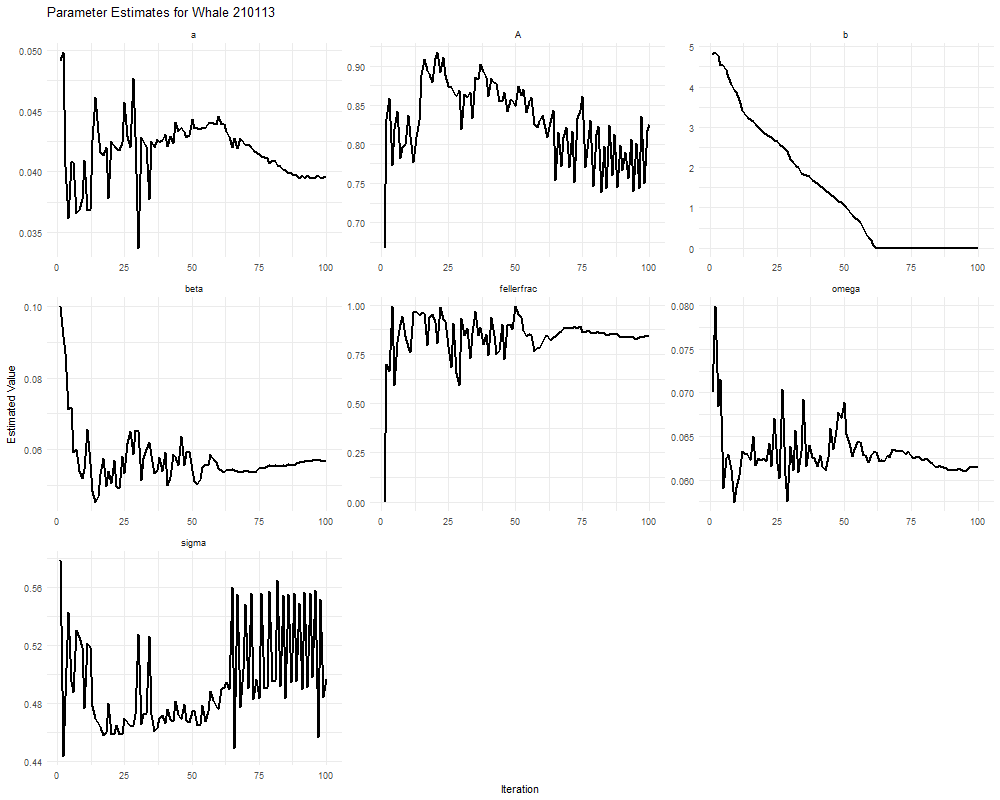 Parameter Estimates for Whale 210113
a A b
0.050 0.90 5
0.045 0.85 4
0.040 0.80 3
0.035 0.75 2
0.70 1
0
0 25 50 75 100 0 25 50 75 100 0 25 50 75 100
beta fellerfrac omega
0.10 1.00 0.080
0.08 0.75 0.075
0.06 0.50 0.070
0.25 0.065
0.00 0.060
0 25 50 75 100 0 25 50 75 100 0 25 50 75 100
Estimated Value
sigma
0.56
0.52
0.48
0.44
0 25 50 75 100
Iteration